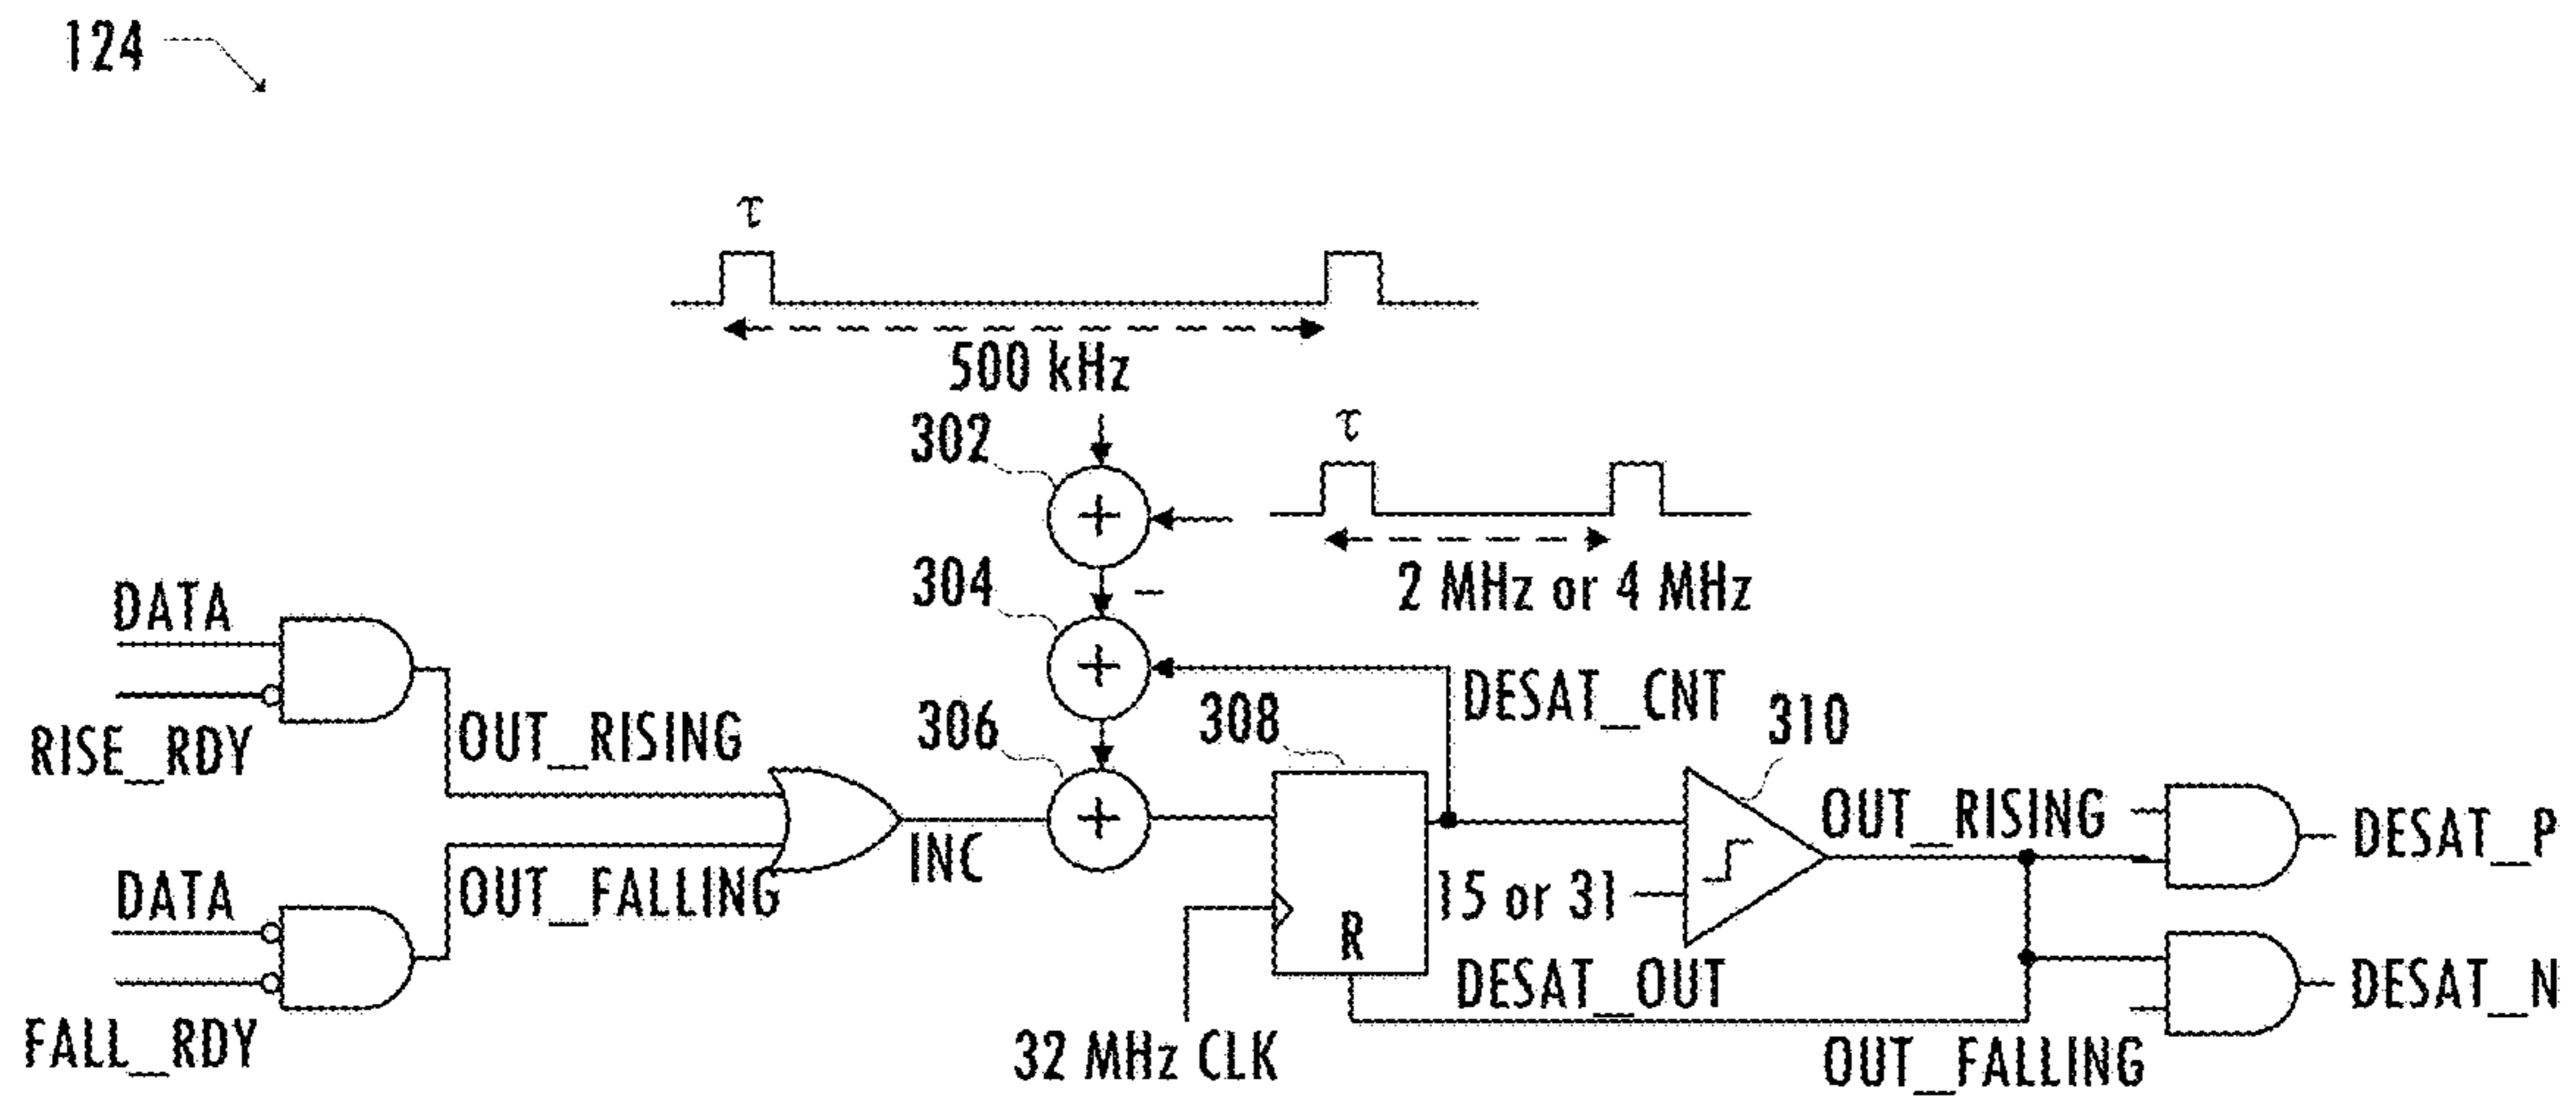 124
τ
500 kHz
302
+
τ
2 MHz or 4 MHz
304
–
+
DATA
RISE_RDY
OUT_RISING
306
+
308
DESAT_CNT
310
OUT_RISING
DESAT_P
DATA
FALL_RDY
OUT_FALLING
INC
R
15 or 31
DESAT_OUT
DESAT_N
32 MHz CLK
OUT_FALLING